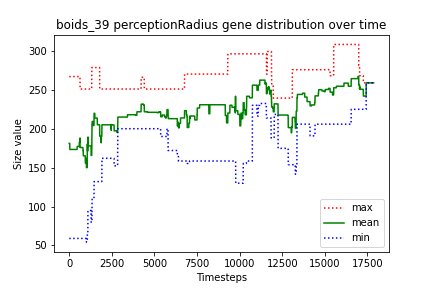 boids_39 perceptionRadius gene distribution over time
Size value
300
250
200
150
100
50
0
2500
5000
7500
10000
12500
15000
17500
Timesteps
max
mean
min